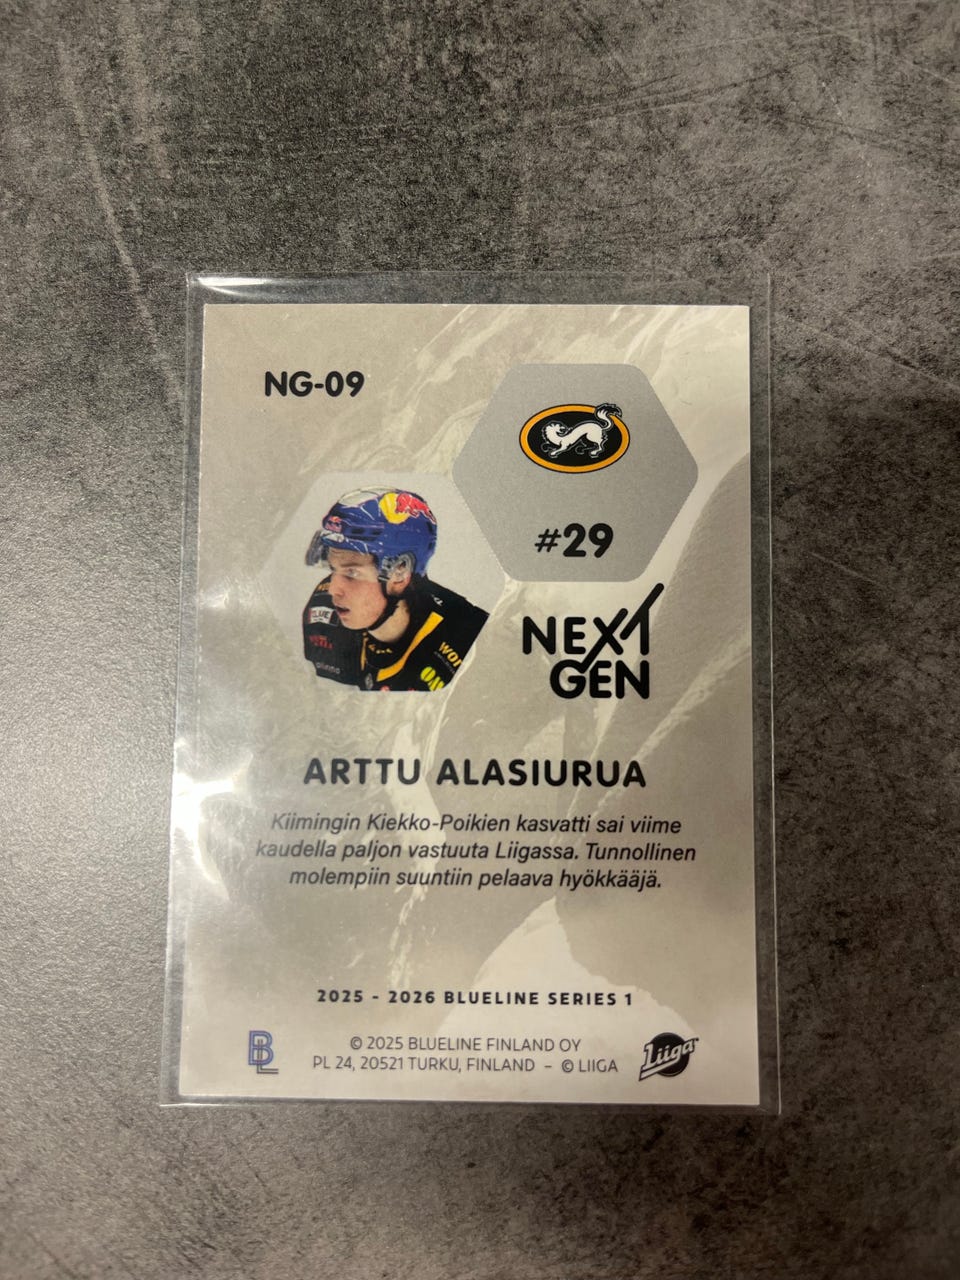 NG-09
#29
NEXT
GEN
ARTTU ALASIURUA
Kiimingin Kiekko-Poikien kasvatti sai viime
kaudella paljon vastuuta Liigassa. Tunnollinen
molempiin suuntiin pelaava hyökkääjä.
2025 - 2026 BLUELINE SERIES 1
BL
© 2025 BLUELINE FINLAND OY
PL 24, 20521 TURKU, FINLAND - © LIIGA
Liiga